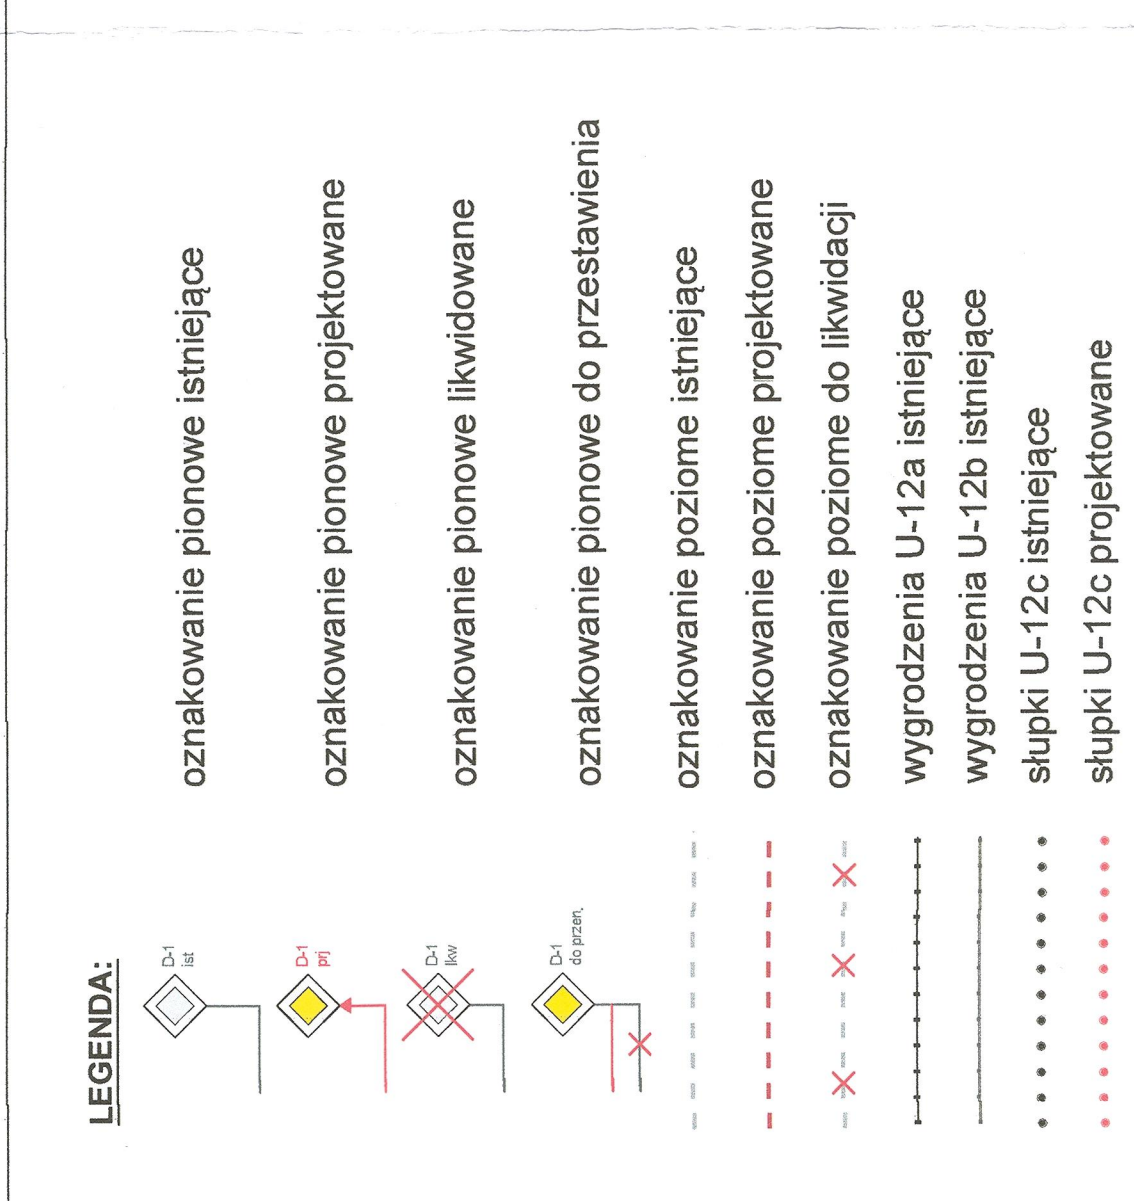 LEGENDA:
D-1
ist
oznakowanie pionowe istniejące
D-1
prj
oznakowanie pionowe projektowane
D-1
lkw
oznakowanie pionowe likwidowane
D-1
do przen.
oznakowanie pionowe do przestawienia
oznakowanie poziome istniejące
oznakowanie poziome projektowane
oznakowanie poziome do likwidacji
wygrodzenia U-12a istniejące
wygrodzenia U-12b istniejące
słupki U-12c istniejące
słupki U-12c projektowane